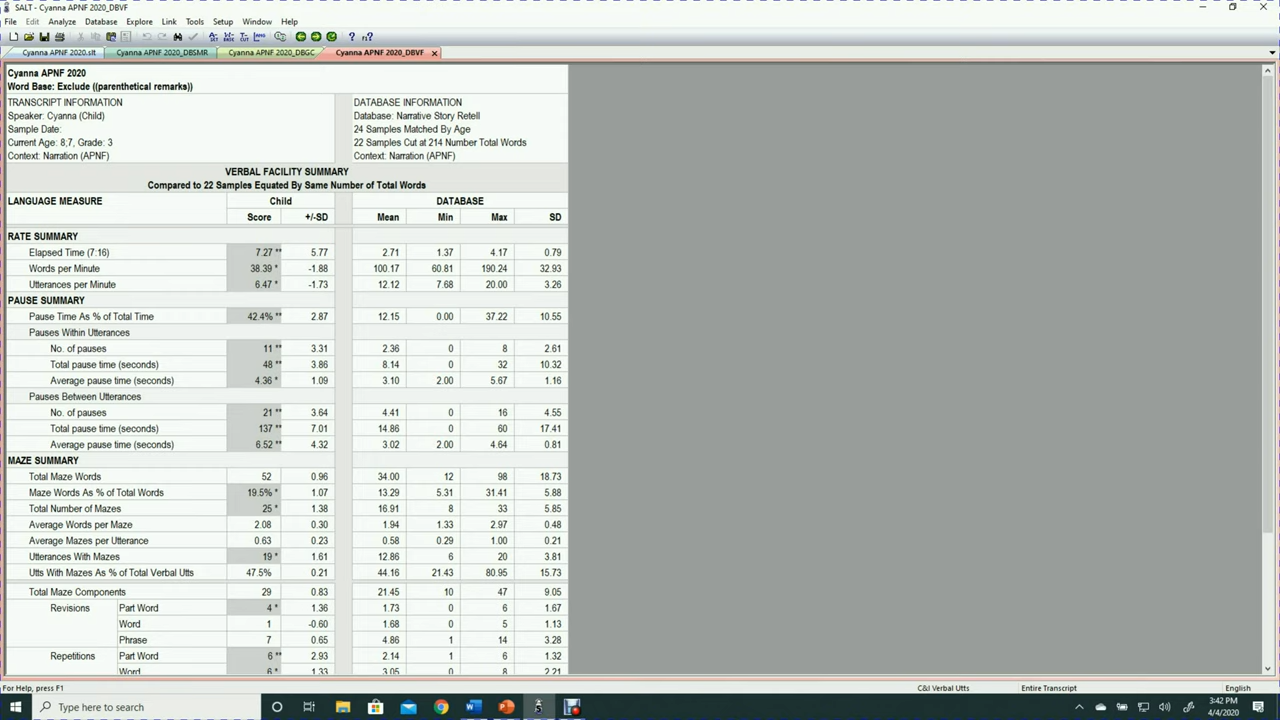 SALT - Cyanna APNF 2020_DIVF
File Edit Analyze Database Explore Link Tools Setup Window Help
Cyanna APNF 2020.slt Cyanna APNF 2020_DBSMR Cyanna APNF 2020_DBGC Cyanna APNF 2020_DBVF
Cyanna APNF 2020
Word Base: Exclude ((parenthetical remarks))
TRANSCRIPT INFORMATION DATABASE INFORMATION
Speaker: Cyanna (Child) Database: Narrative Story Retell
Sample Date: 24 Samples Matched By Age
Current Age: 8;7, Grade: 3 22 Samples Cut at 214 Number Total Words
Context: Narration (APNF) Context: Narration (APNF)
VERBAL FACILITY SUMMARY
Compared to 22 Samples Equated By Same Number of Total Words
LANGUAGE MEASURE Child DATABASE
Score +/-SD Mean Min Max SD
RATE SUMMARY
Elapsed Time (7:16) 7.27 ** 5.77 2.71 1.37 4.17 0.79
Words per Minute 38.39 * -1.88 100.17 60.81 190.24 32.93
Utterances per Minute 6.47 * -1.73 12.12 7.68 20.00 3.26
PAUSE SUMMARY
Pause Time As % of Total Time 42.4% ** 2.87 12.15 0.00 37.22 10.55
Pauses Within Utterances
No. of pauses 11 ** 3.31 2.36 0 8 2.61
Total pause time (seconds) 48 ** 3.86 8.14 0 32 10.32
Average pause time (seconds) 4.36 * 1.09 3.10 2.00 5.67 1.16
Pauses Between Utterances
No. of pauses 21 ** 3.64 4.41 0 16 4.55
Total pause time (seconds) 137 ** 7.01 14.86 0 60 17.41
Average pause time (seconds) 6.52 ** 4.32 3.02 2.00 4.64 0.81
MAZE SUMMARY
Total Maze Words 52 0.96 34.00 12 98 18.73
Maze Words As % of Total Words 19.5% * 1.07 13.29 5.31 31.41 5.88
Total Number of Mazes 25 * 1.38 16.91 8 33 5.85
Average Words per Maze 2.08 0.30 1.94 1.33 2.97 0.48
Average Mazes per Utterance 0.63 0.23 0.58 0.29 1.00 0.21
Utterances With Mazes 19 * 1.61 12.86 6 20 3.81
Utts With Mazes As % of Total Verbal Utts 47.5% 0.21 44.16 21.43 80.95 15.73
Total Maze Components 29 0.83 21.45 10 47 9.05
Revisions Part Word 4 * 1.36 1.73 0 6 1.67
Word 1 -0.60 1.68 0 5 1.13
Phrase 7 0.65 4.86 1 14 3.28
Repetitions Part Word 6 ** 2.93 2.14 1 6 1.32
Word 6 * 1.33 3.05 0 8 2.21
For Help, press F1 C&I Verbal Utts Entire Transcript English
Type here to search
3:42 PM
4/4/2020